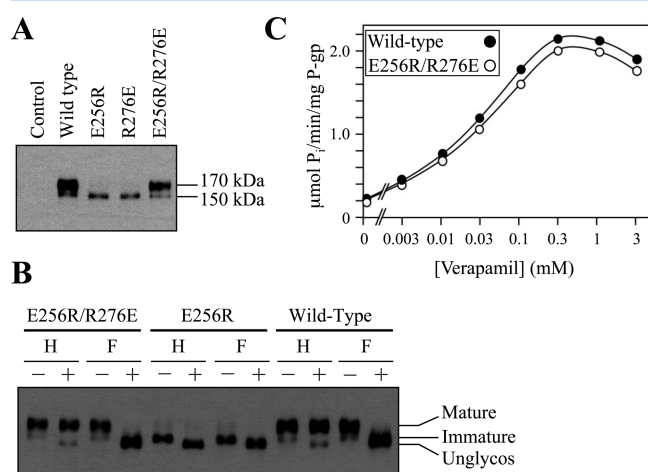 A
Control
Wild type
E256R
R276E
E256R/R276E
170 kDa
150 kDa
C
Wild-type
E256R/R276E
2.0
1.0
0
µmol Pi/min/mg P-gp
0 0.003 0.01 0.03 0.1 0.3 1 3
[Verapamil] (mM)
B
E256R/R276E E256R Wild-Type
H F H F H F
− + − + − + − + − + − +
Mature
Immature
Unglycos